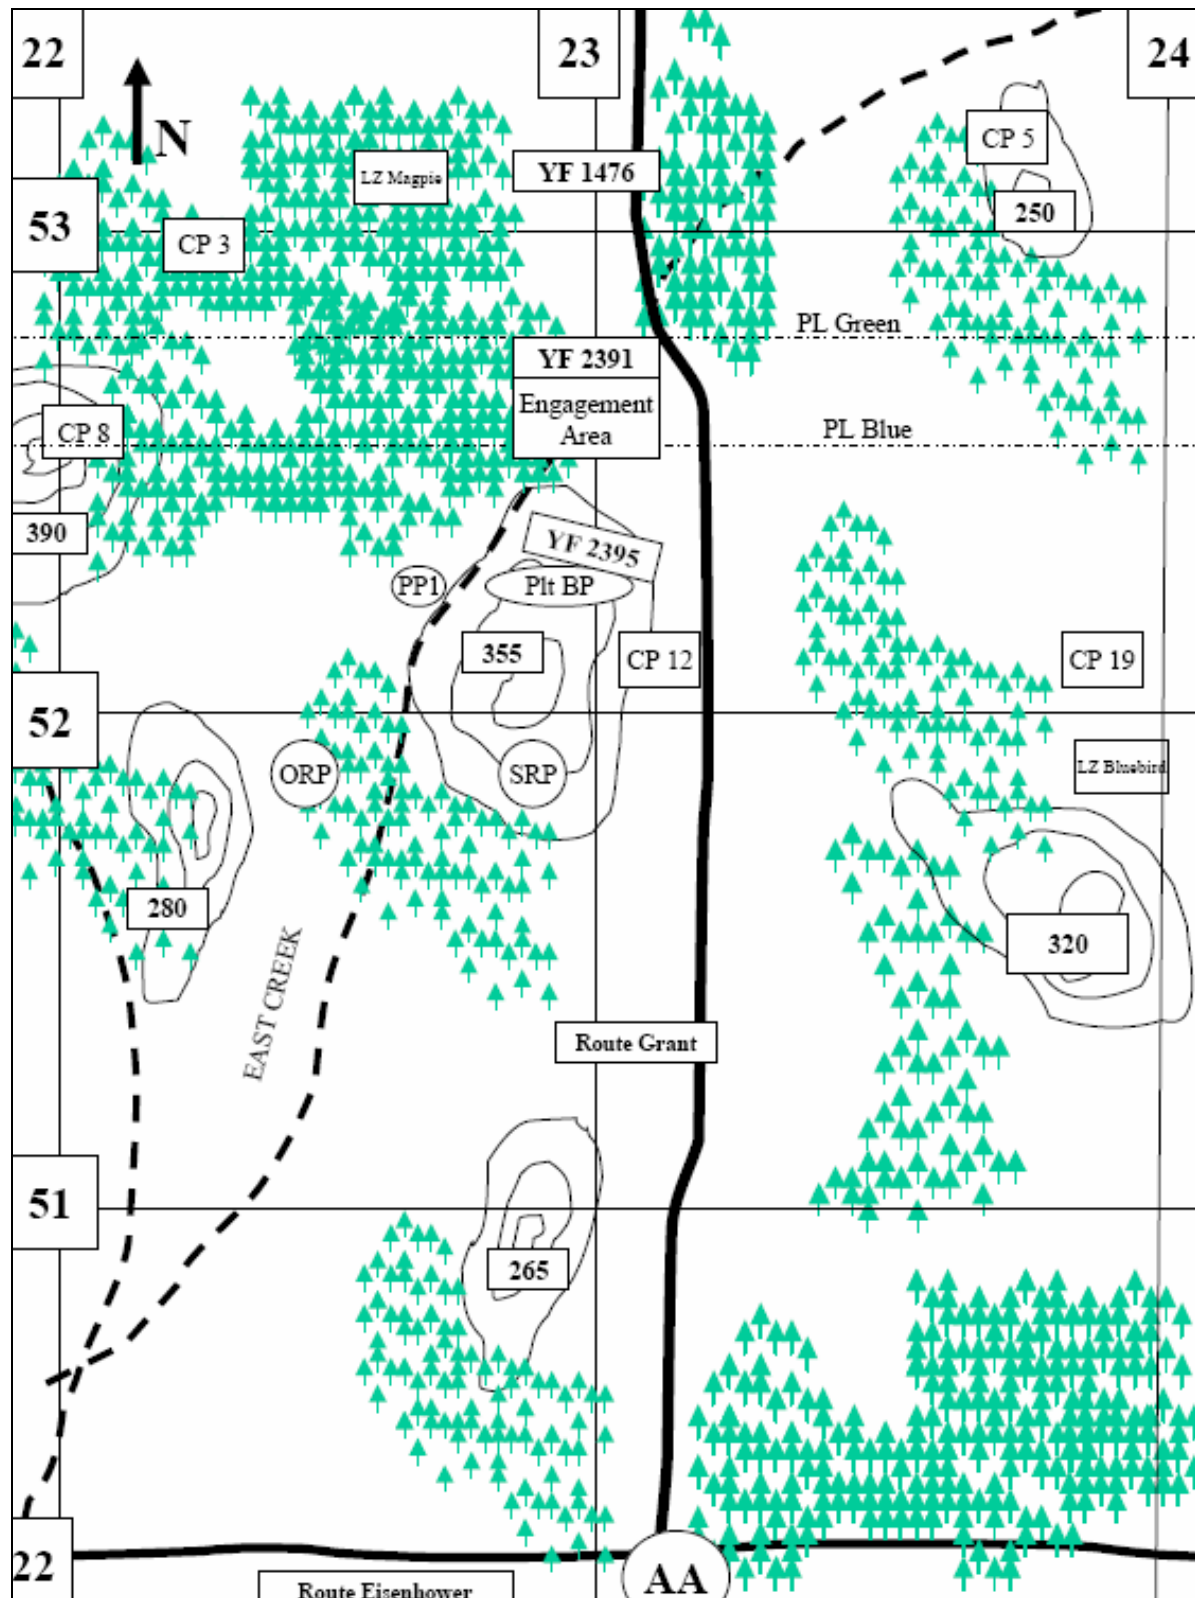 22
23
24
N
CP 5
LZ Magpie
YF 1476
250
53
CP 3
PL Green
YF 2391
Engagement
Area
CP 8
PL Blue
390
YF 2395
PP1
Plt BP
355
CP 12
CP 19
52
ORP
SRP
LZ Bluebird
280
320
EAST CREEK
Route Grant
51
265
22
AA
Route Eisenhower